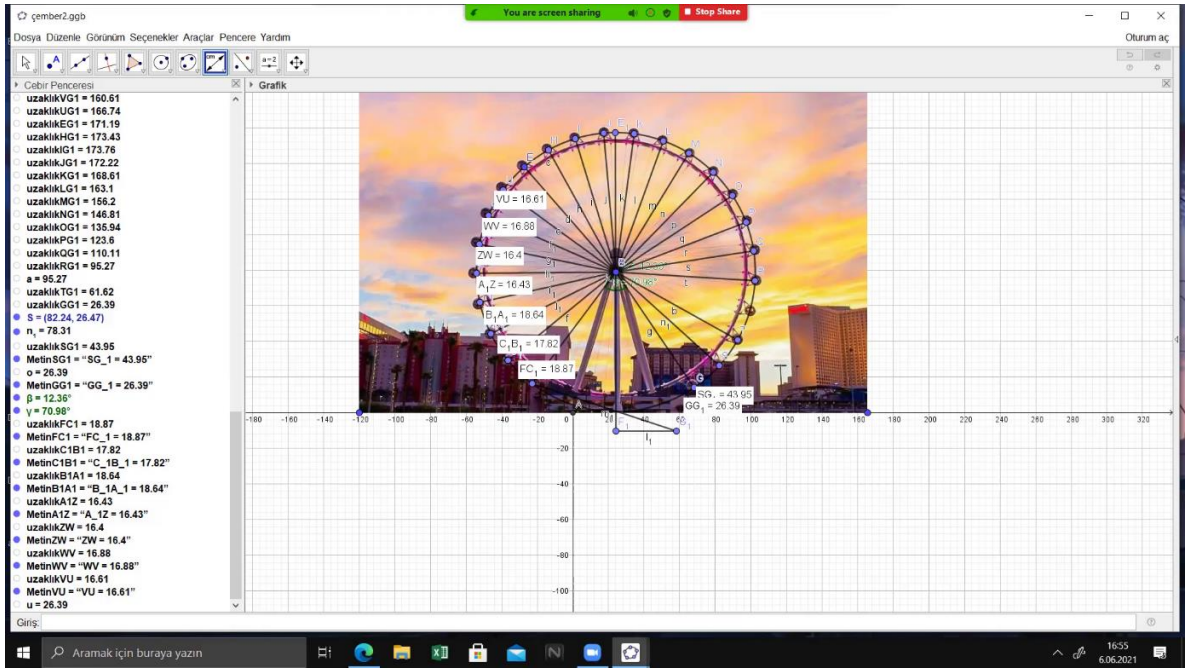 çember2.ggb
You are screen sharing
Stop Share
Dosya Düzenle Görünüm Seçenekler Araçlar Pencere Yardım
Oturum aç
Cebir Penceresi
Grafik
uzaklıkVG1 = 160.61
uzaklıkUG1 = 166.74
uzaklıkEG1 = 171.19
uzaklıkHG1 = 173.43
uzaklıkIG1 = 173.76
uzaklıkJG1 = 172.22
uzaklıkKG1 = 168.61
uzaklıkLG1 = 163.1
uzaklıkMG1 = 156.2
uzaklıkNG1 = 146.81
uzaklıkOG1 = 135.94
uzaklıkPG1 = 123.6
uzaklıkQG1 = 110.11
uzaklıkRG1 = 95.27
a = 95.27
uzaklıkTG1 = 61.62
uzaklıkGG1 = 26.39
S = (82.24, 26.47)
n₁ = 78.31
uzaklıkSG1 = 43.95
MetinSG1 = “SG_1 = 43.95”
o = 26.39
MetinGG1 = “GG_1 = 26.39”
β = 12.36°
γ = 70.98°
uzaklıkFC1 = 18.87
MetinFC1 = “FC_1 = 18.87”
uzaklıkC1B1 = 17.82
MetinC1B1 = “C_1B_1 = 17.82”
uzaklıkB1A1 = 18.64
MetinB1A1 = “B_1A_1 = 18.64”
uzaklıkA1Z = 16.43
MetinA1Z = “A_1Z = 16.43”
uzaklıkZW = 16.4
MetinZW = “ZW = 16.4”
uzaklıkWV = 16.88
MetinWV = “WV = 16.88”
uzaklıkVU = 16.61
MetinVU = “VU = 16.61”
u = 26.39
VU = 16.61
WV = 16.88
ZW = 16.4
A₁Z = 16.43
B₁A₁ = 18.64
C₁B₁ = 17.82
FC₁ = 18.87
G
SG₁ = 43.95
GG₁ = 26.39
A
-180 -160 -140 -120 -100 -80 -60 -40 -20 0 20 40 60 80 100 120 140 160 180 200 220 240 260 280 300 320
-20
-40
-60
-80
-100
l₁
Giriş:
Aramak için buraya yazın
16:55
6.06.2021